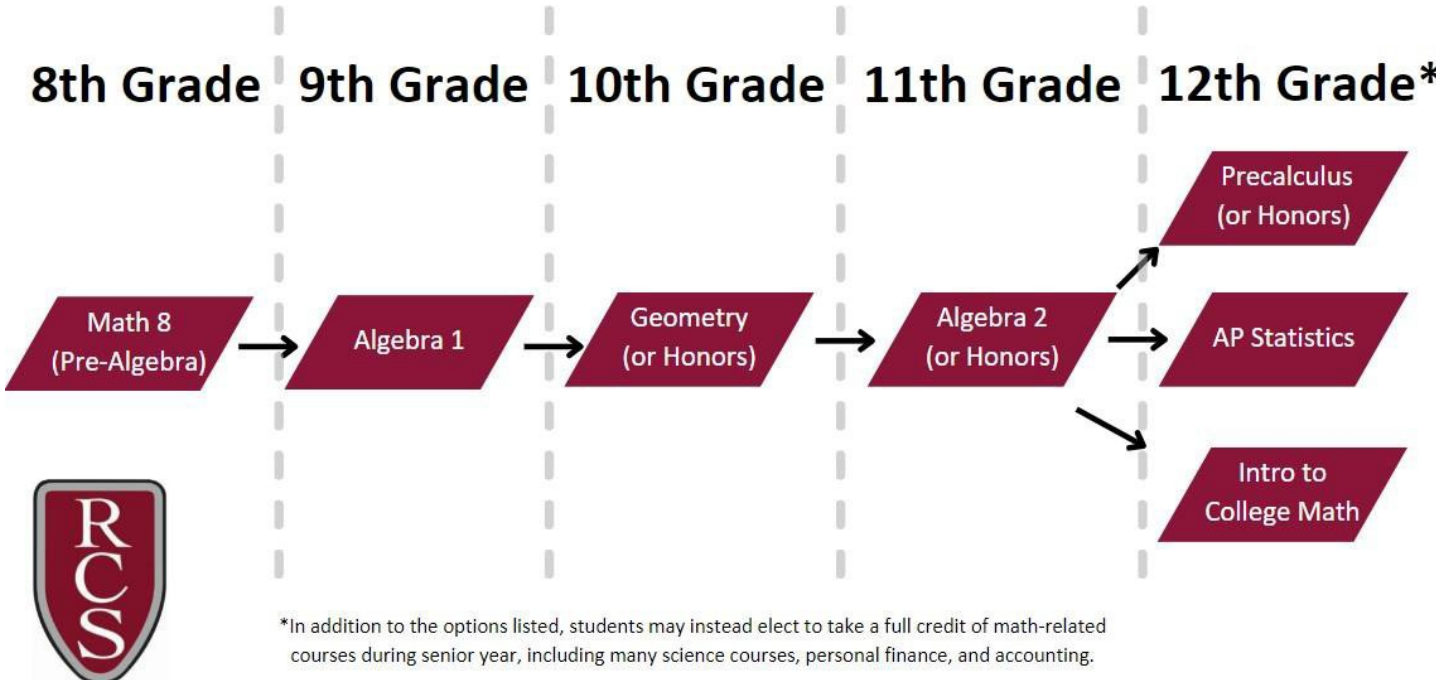 8th Grade
9th Grade
10th Grade
11th Grade
12th Grade*
Math 8
(Pre-Algebra)
Algebra 1
Geometry
(or Honors)
Algebra 2
(or Honors)
Precalculus
(or Honors)
AP Statistics
Intro to
College Math
R
C
S
*In addition to the options listed, students may instead elect to take a full credit of math-related
courses during senior year, including many science courses, personal finance, and accounting.